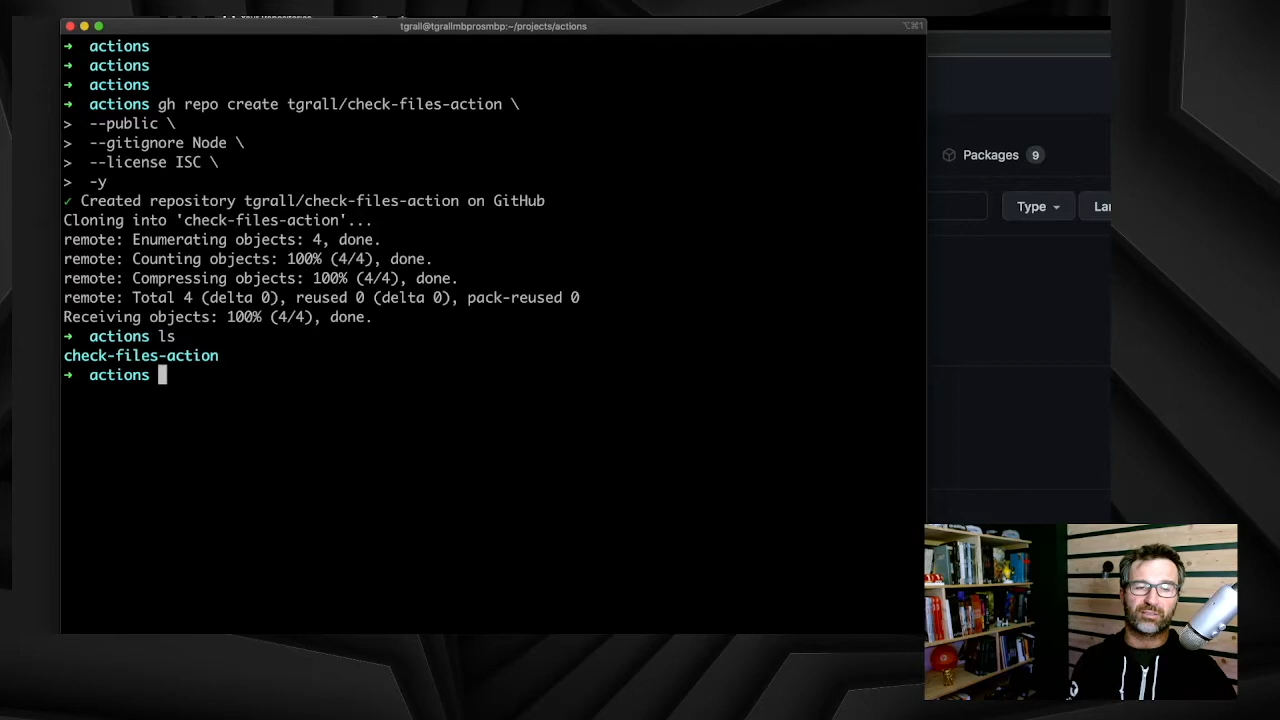 tgrall@tgrallmbprosmbp:~/projects/actions
⌥⌘1
➜ actions
➜ actions
➜ actions
➜ actions gh repo create tgrall/check-files-action \
> --public \
> --gitignore Node \
> --license ISC \
> -y
✓ Created repository tgrall/check-files-action on GitHub
Cloning into 'check-files-action'...
remote: Enumerating objects: 4, done.
remote: Counting objects: 100% (4/4), done.
remote: Compressing objects: 100% (4/4), done.
remote: Total 4 (delta 0), reused 0 (delta 0), pack-reused 0
Receiving objects: 100% (4/4), done.
➜ actions ls
check-files-action
➜ actions
Packages 9
Type
Lan